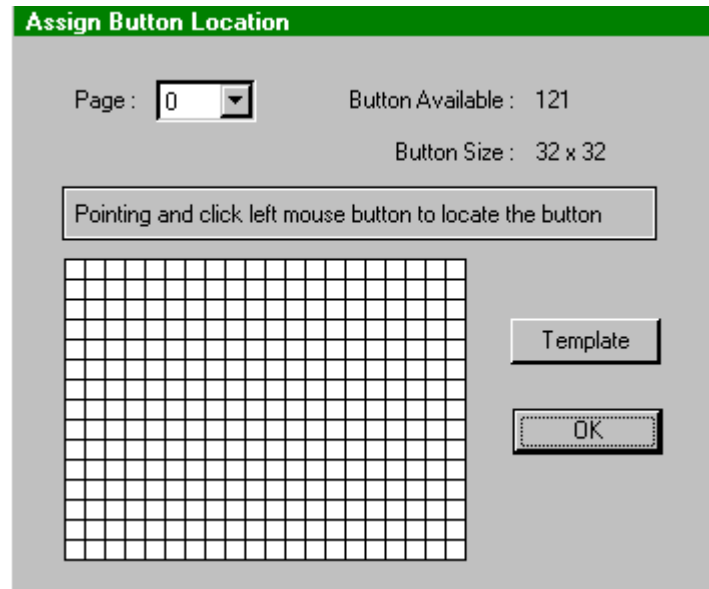 Assign Button Location
Page : 0 Button Available : 121
Button Size : 32 x 32
Pointing and click left mouse button to locate the button
Template
OK